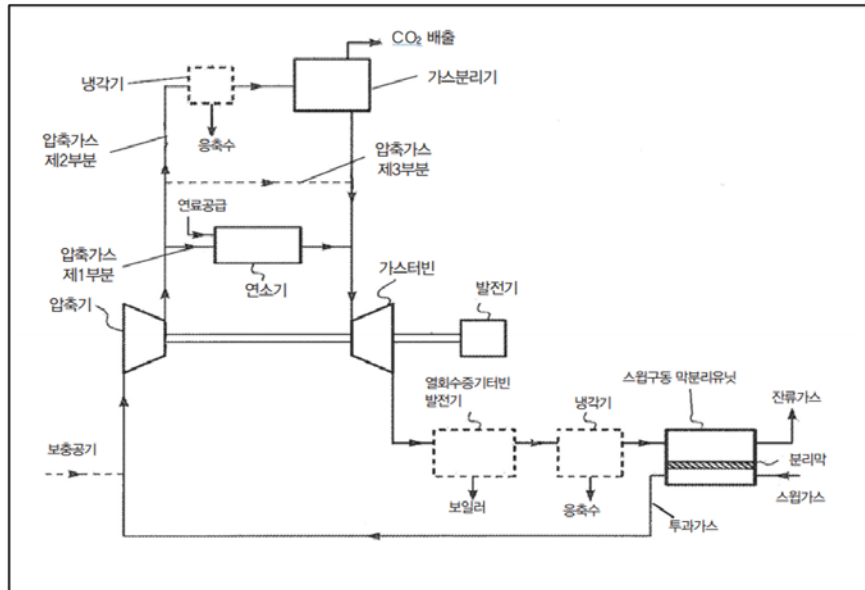 CO₂ 배출
냉각기
가스분리기
응축수
압축가스
제2부분
압축가스
제3부분
연료공급
압축가스
제1부분
연소기
가스터빈
압축기
발전기
열회수증기터빈
발전기
냉각기
스윕구동 막분리유닛
잔류가스
보충공기
분리막
스윕가스
보일러
응축수
투과가스